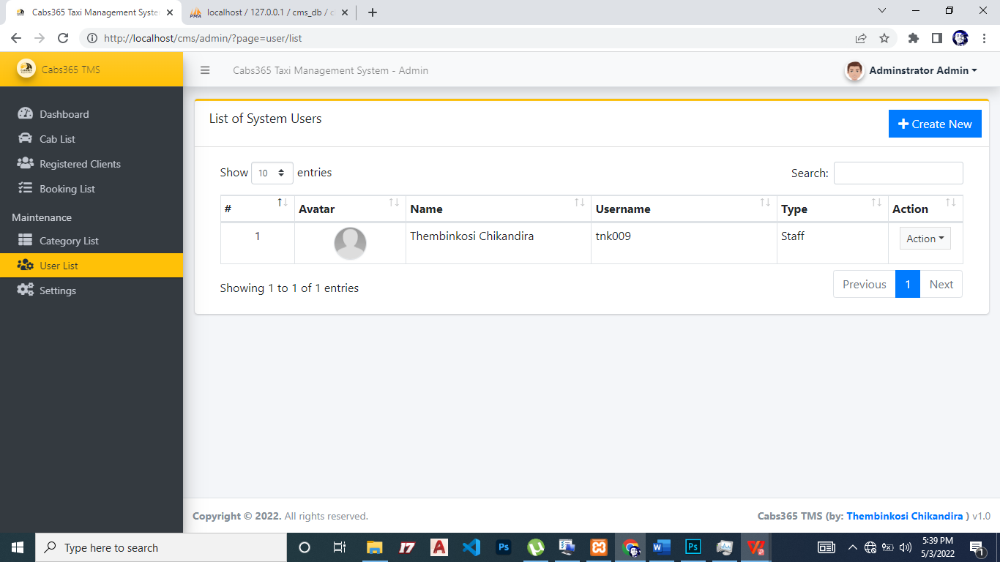 Cabs365 Taxi Management Syste
localhost / 127.0.0.1 / cms_db / c
http://localhost/cms/admin/?page=user/list
Cabs365 TMS
Cabs365 Taxi Management System - Admin
Adminstrator Admin
Dashboard
Cab List
Registered Clients
Booking List
Maintenance
Category List
User List
Settings
List of System Users
Create New
Show 10 entries
Search:
# Avatar Name Username Type Action
1 Thembinkosi Chikandira tnk009 Staff Action
Showing 1 to 1 of 1 entries
Previous 1 Next
Copyright © 2022. All rights reserved.
Cabs365 TMS (by: Thembinkosi Chikandira ) v1.0
Type here to search
5:39 PM
5/3/2022